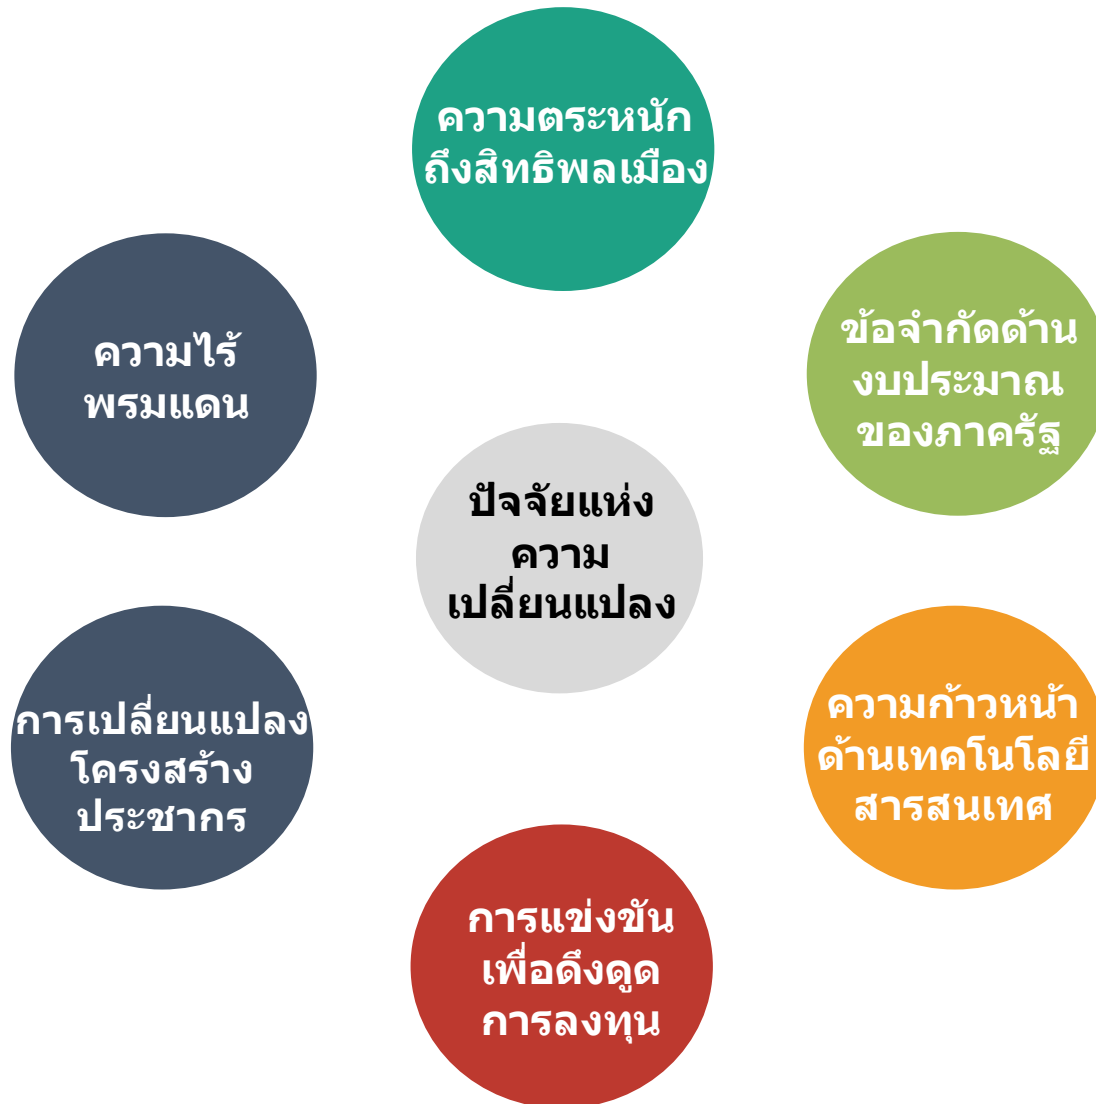 ความตระหนัก
ถึงสิทธิพลเมือง
ความไร้
พรมแดน
ข้อจำกัดด้าน
งบประมาณ
ของภาครัฐ
ปัจจัยแห่ง
ความ
เปลี่ยนแปลง
การเปลี่ยนแปลง
โครงสร้าง
ประชากร
ความก้าวหน้า
ด้านเทคโนโลยี
สารสนเทศ
การแข่งขัน
เพื่อดึงดูด
การลงทุน